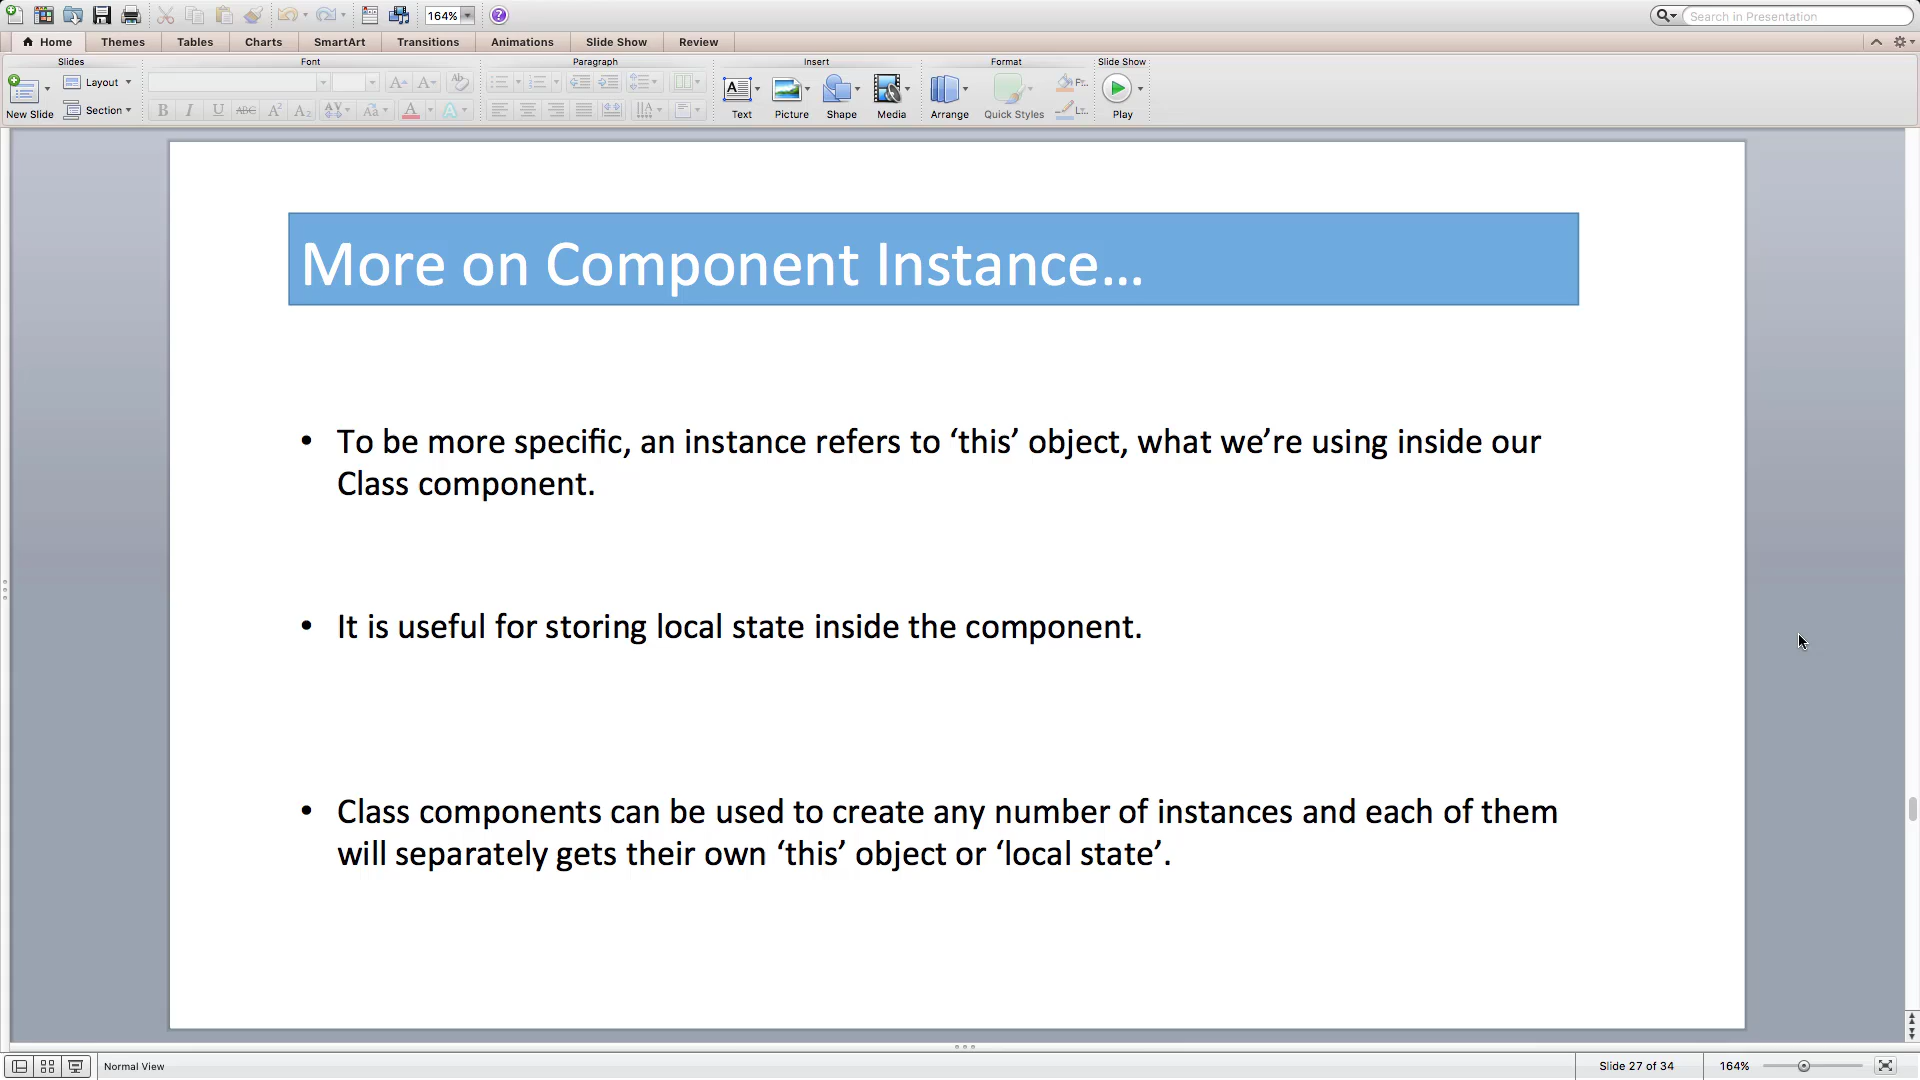 164%
Search in Presentation
Home Themes Tables Charts SmartArt Transitions Animations Slide Show Review
Slides Font Paragraph Insert Format Slide Show
Layout
Section
New Slide
B I U ABC A² A₂
Text Picture Shape Media Arrange Quick Styles Play
More on Component Instance...
• To be more specific, an instance refers to ‘this’ object, what we’re using inside our
Class component.
• It is useful for storing local state inside the component.
• Class components can be used to create any number of instances and each of them
will separately gets their own ‘this’ object or ‘local state’.
Normal View Slide 27 of 34 164%